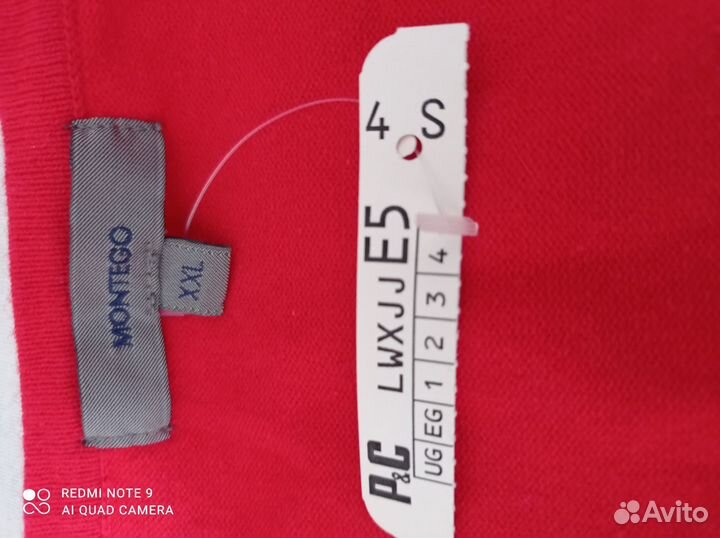 MONTEGO
XXL
4 S
P&C LWXJJ E5
UG EG 1 2 3 4
REDMI NOTE 9
AI QUAD CAMERA
Avito